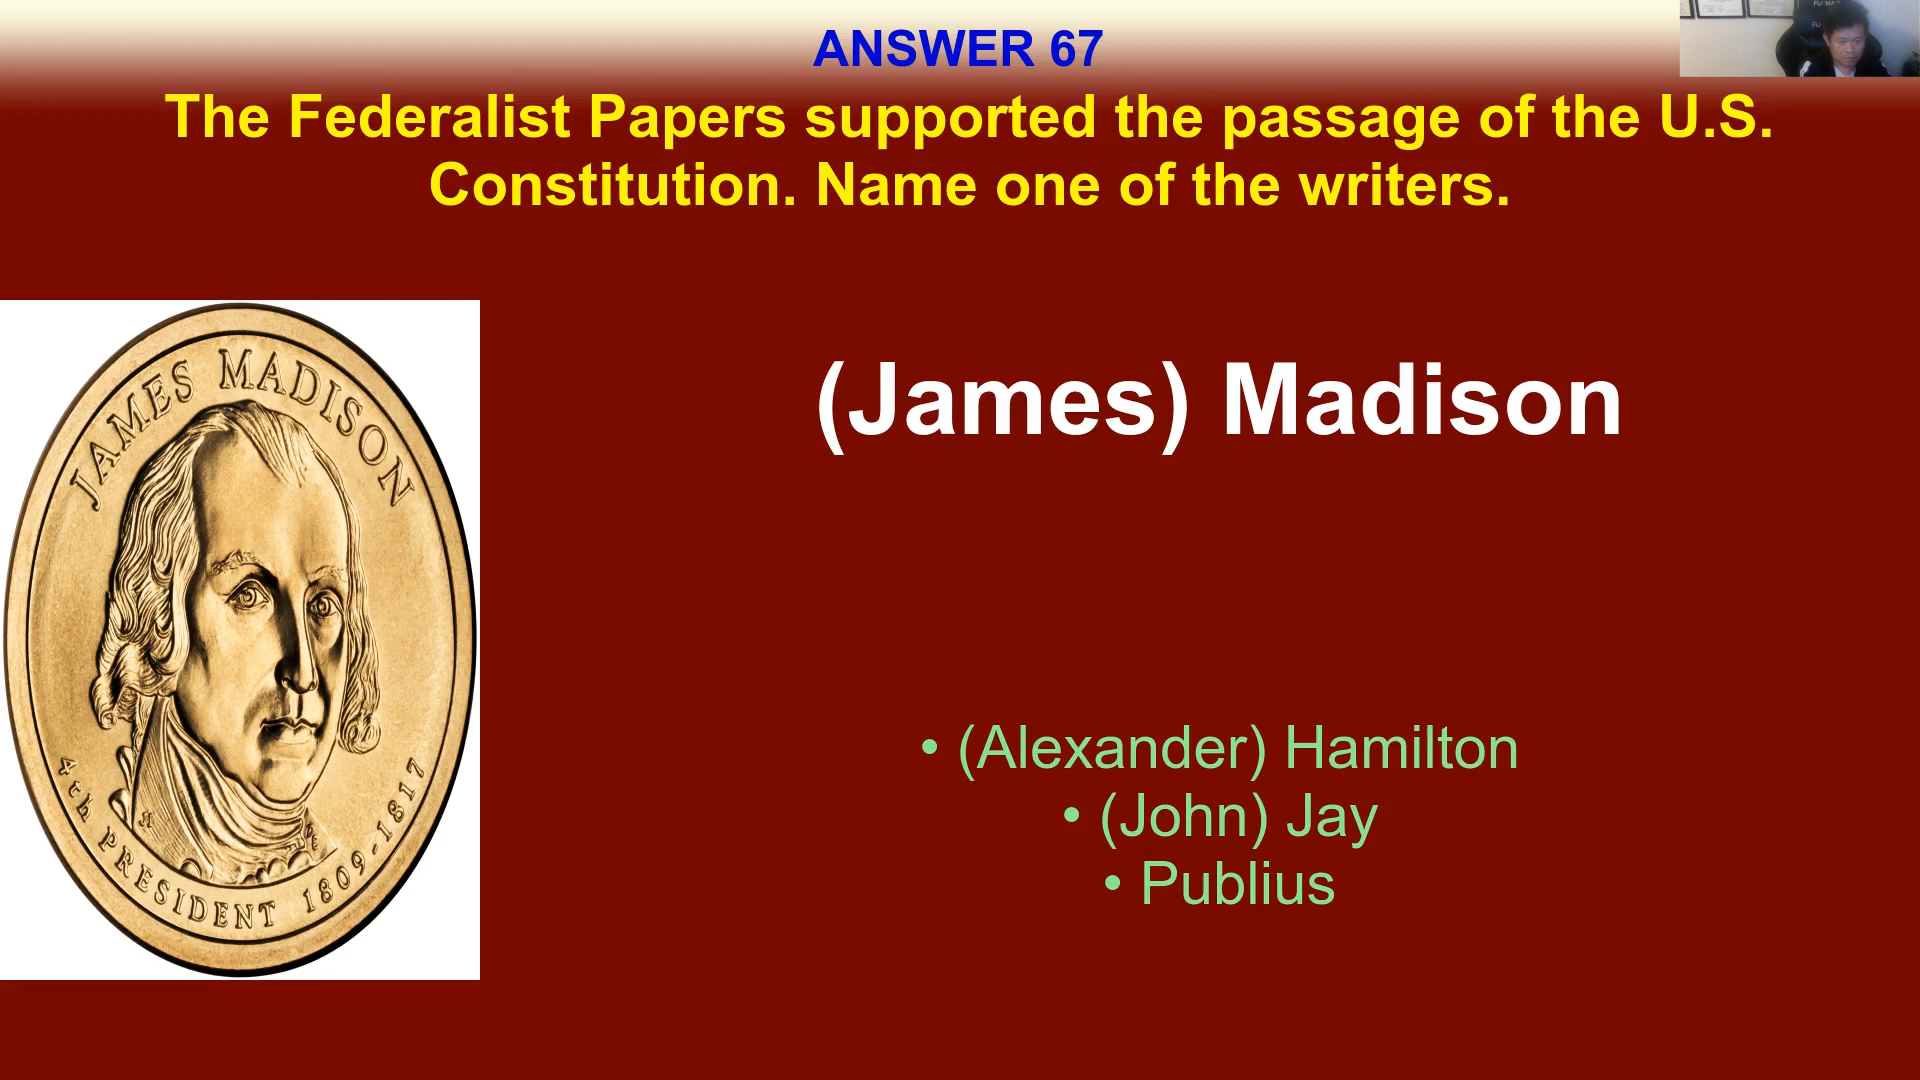 ANSWER 67
The Federalist Papers supported the passage of the U.S.
Constitution. Name one of the writers.
JAMES MADISON
4th PRESIDENT 1809-1817
(James) Madison
• (Alexander) Hamilton
• (John) Jay
• Publius